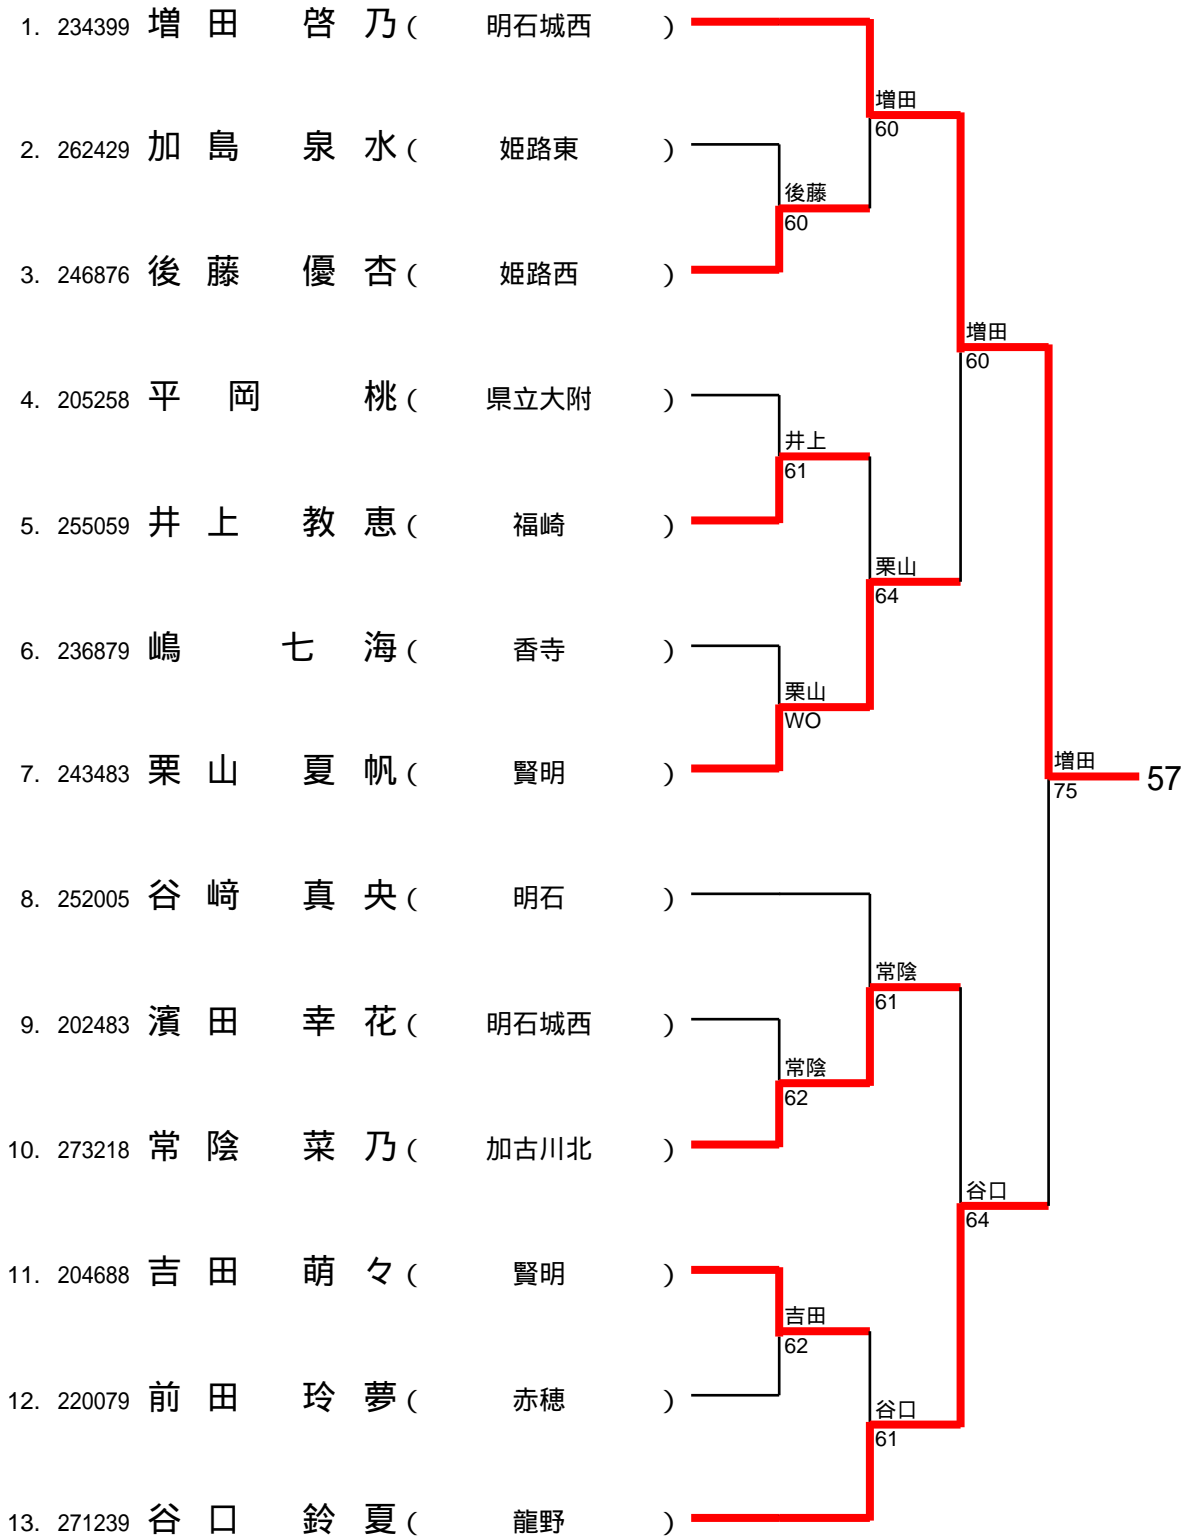 1. 234399 増田 啓乃 ( 明石城西 )
増田
60
2. 262429 加島 泉水 ( 姫路東 )
後藤
60
3. 246876 後藤 優杏 ( 姫路西 )
増田
60
4. 205258 平岡 桃 ( 県立大附 )
井上
61
5. 255059 井上 教恵 ( 福崎 )
栗山
64
6. 236879 嶋 七海 ( 香寺 )
栗山
WO
7. 243483 栗山 夏帆 ( 賢明 )
増田
75
57
8. 252005 谷﨑 真央 ( 明石 )
常陰
61
9. 202483 濱田 幸花 ( 明石城西 )
常陰
62
10. 273218 常陰 菜乃 ( 加古川北 )
谷口
64
11. 204688 吉田 萌々 ( 賢明 )
吉田
62
12. 220079 前田 玲夢 ( 赤穂 )
谷口
61
13. 271239 谷口 鈴夏 ( 龍野 )